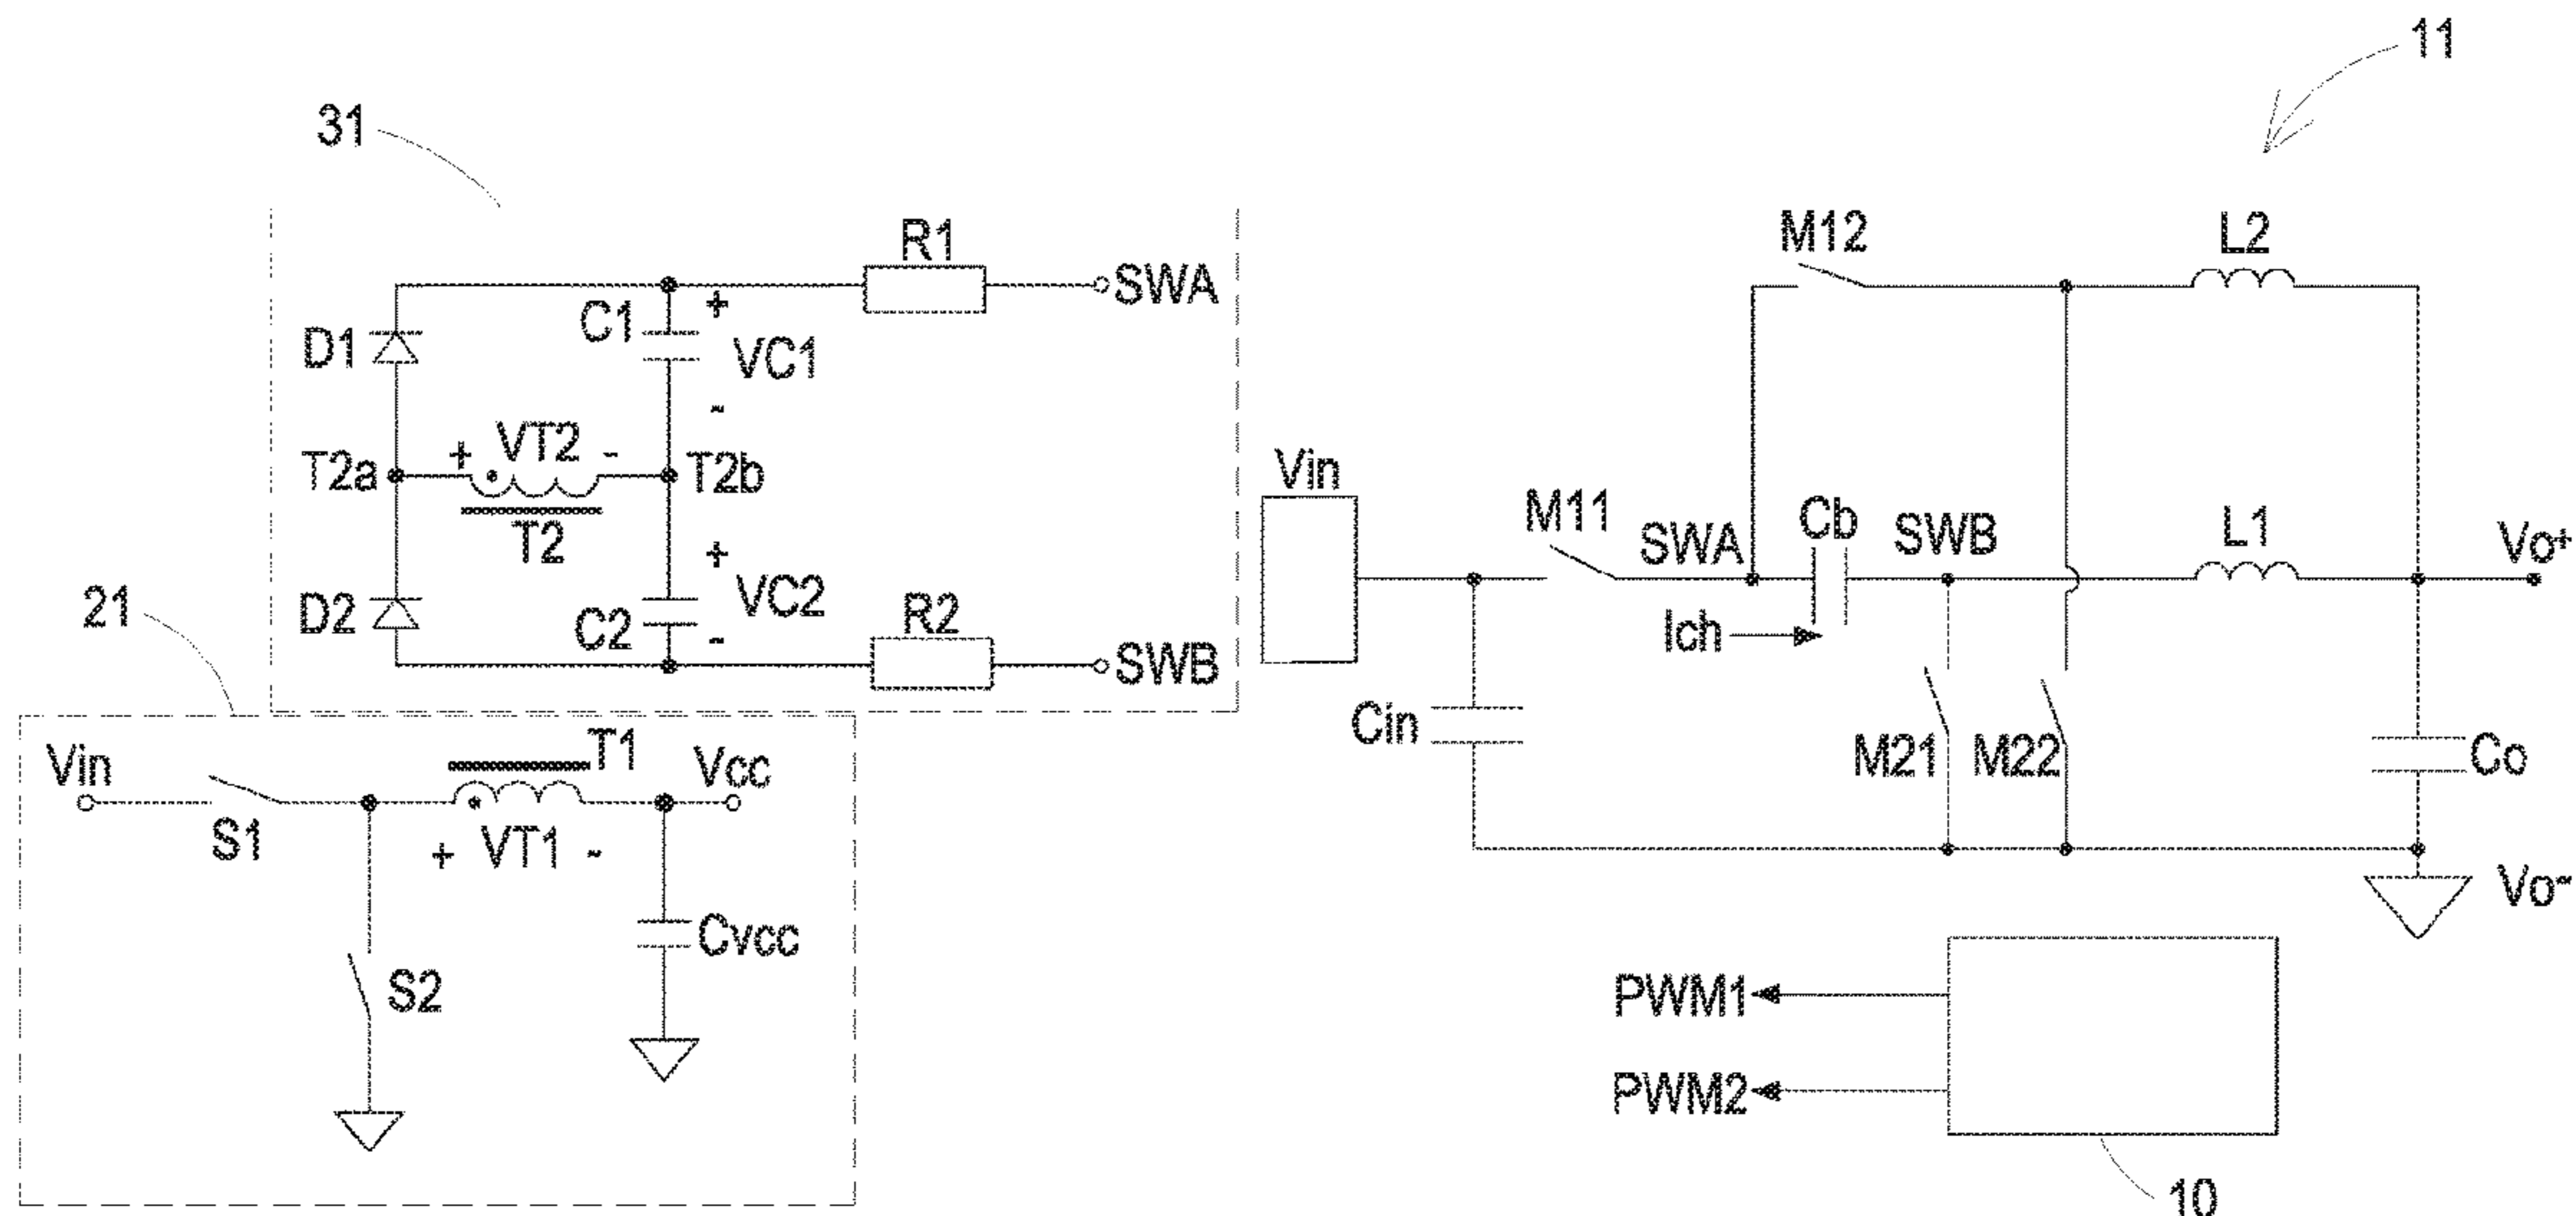 11
31
R1
SWA
C1
+
VC1
-
D1
T2a
+
VT2
-
T2b
T2
D2
C2
+
VC2
-
R2
SWB
21
Vin
S1
T1
Vcc
+
VT1
-
S2
Cvcc
Vin
M11
SWA
M12
L2
Cb
SWB
L1
Vo+
Ich
Cin
M21
M22
Co
Vo-
PWM1
PWM2
10